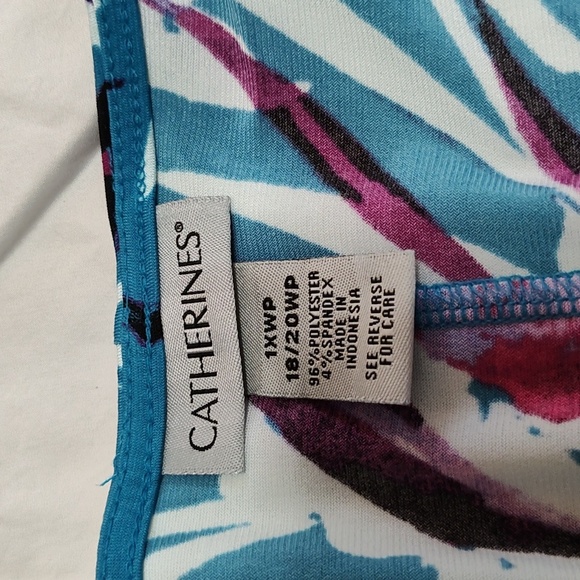 CATHERINES®
1XWP
18/20WP
96%POLYESTER
4%SPANDEX
MADE IN
INDONESIA
SEE REVERSE
FOR CARE